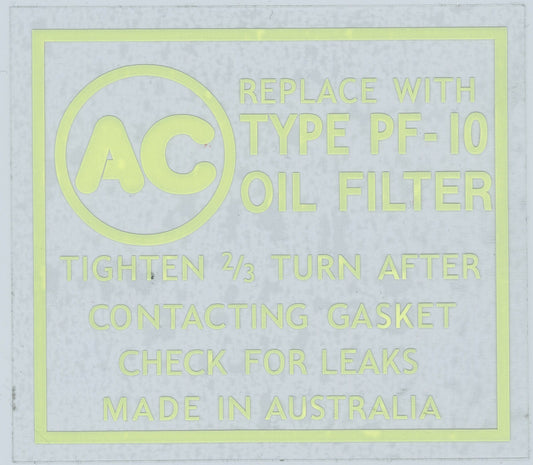 AC
REPLACE WITH
TYPE PF-10
OIL FILTER
TIGHTEN 2/3 TURN AFTER
CONTACTING GASKET
CHECK FOR LEAKS
MADE IN AUSTRALIA